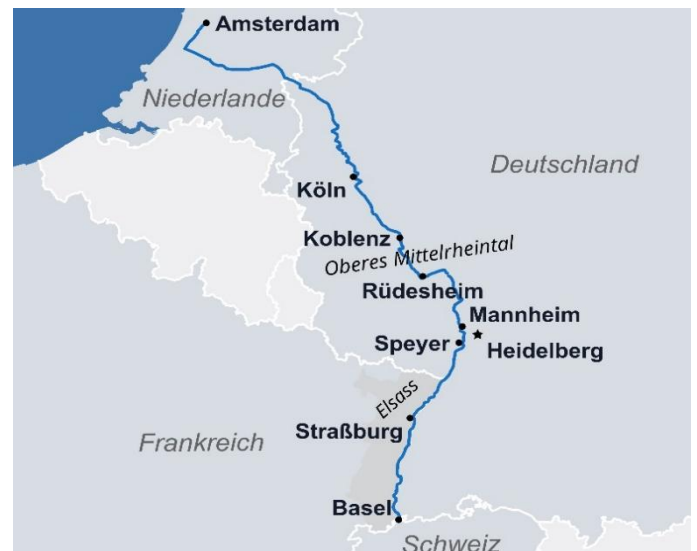 Amsterdam
Niederlande
Deutschland
Köln
Koblenz
Oberes Mittelrheintal
Rüdesheim
Mannheim
Speyer
Heidelberg
Elsass
Straßburg
Frankreich
Basel
Schweiz